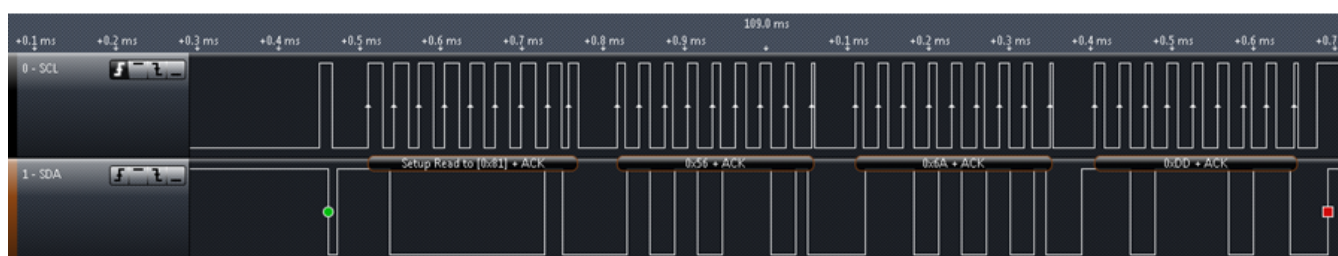 109.0 ms
+0.1 ms +0.2 ms +0.3 ms +0.4 ms +0.5 ms +0.6 ms +0.7 ms +0.8 ms +0.9 ms +0.1 ms +0.2 ms +0.3 ms +0.4 ms +0.5 ms +0.6 ms +0.7
0 - SCL
Setup Read to [0x81] + ACK 0x56 + ACK 0x6A + ACK 0xDD + ACK
1 - SDA